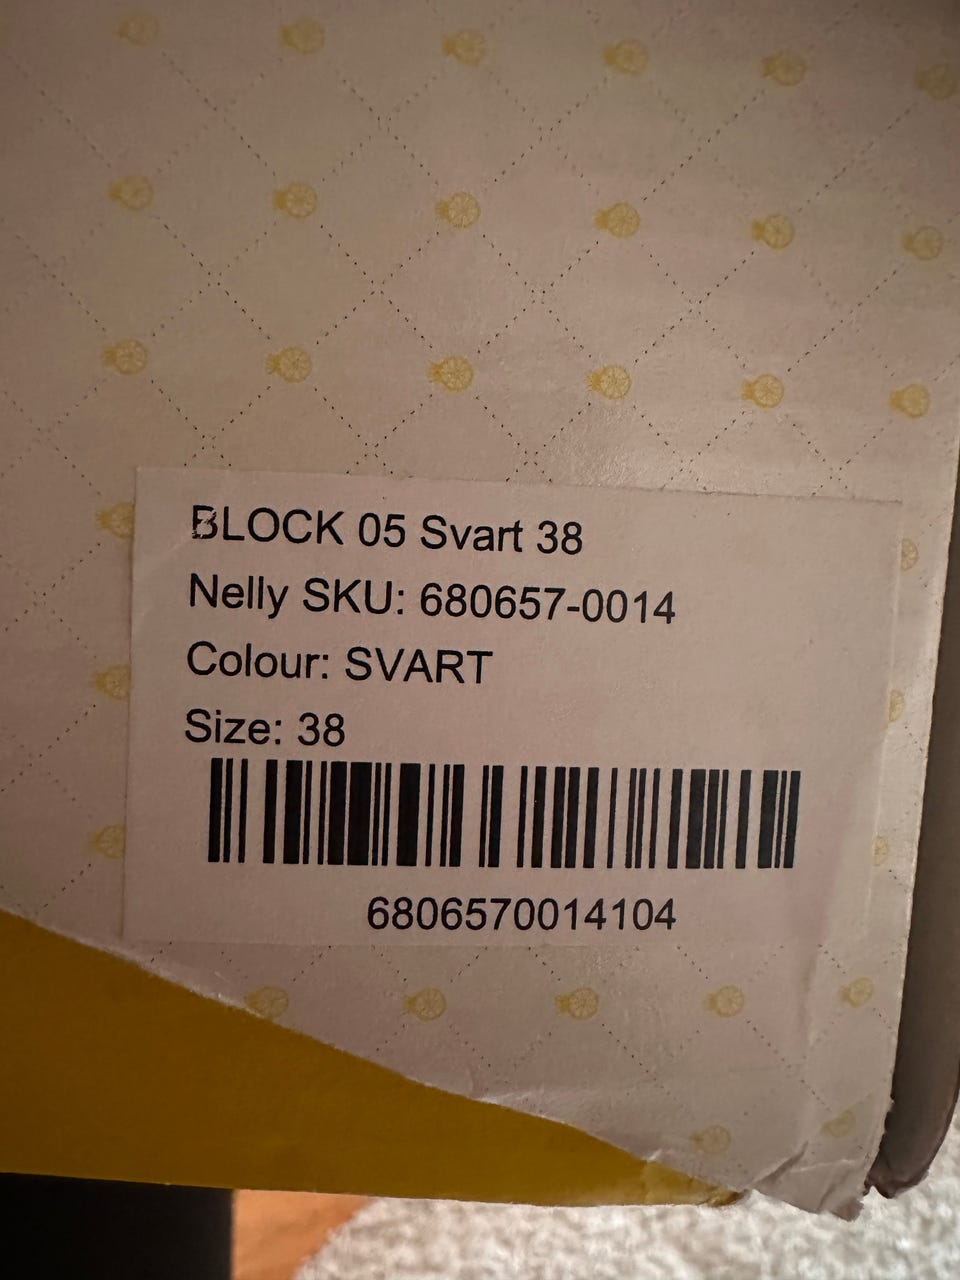 BLOCK 05 Svart 38
Nelly SKU: 680657-0014
Colour: SVART
Size: 38
6806570014104